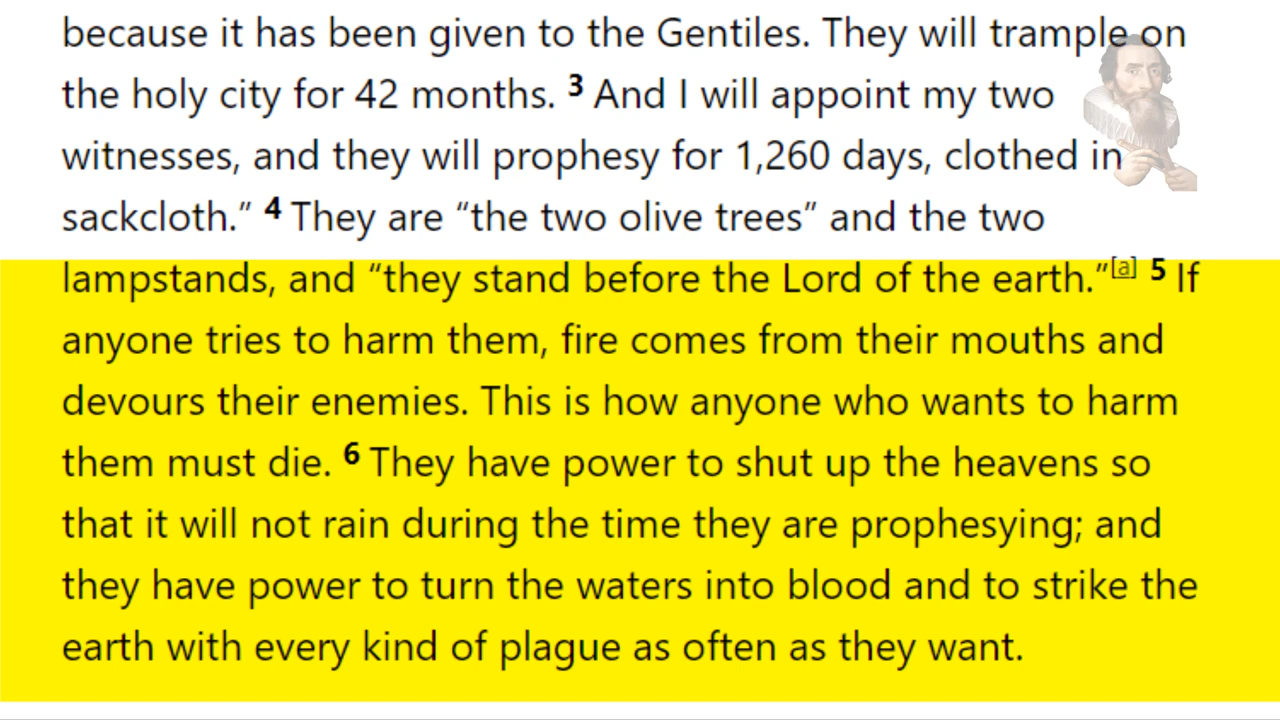 because it has been given to the Gentiles. They will trample on
the holy city for 42 months. 3 And I will appoint my two
witnesses, and they will prophesy for 1,260 days, clothed in
sackcloth.” 4 They are “the two olive trees” and the two
lampstands, and “they stand before the Lord of the earth.”[a] 5 If
anyone tries to harm them, fire comes from their mouths and
devours their enemies. This is how anyone who wants to harm
them must die. 6 They have power to shut up the heavens so
that it will not rain during the time they are prophesying; and
they have power to turn the waters into blood and to strike the
earth with every kind of plague as often as they want.